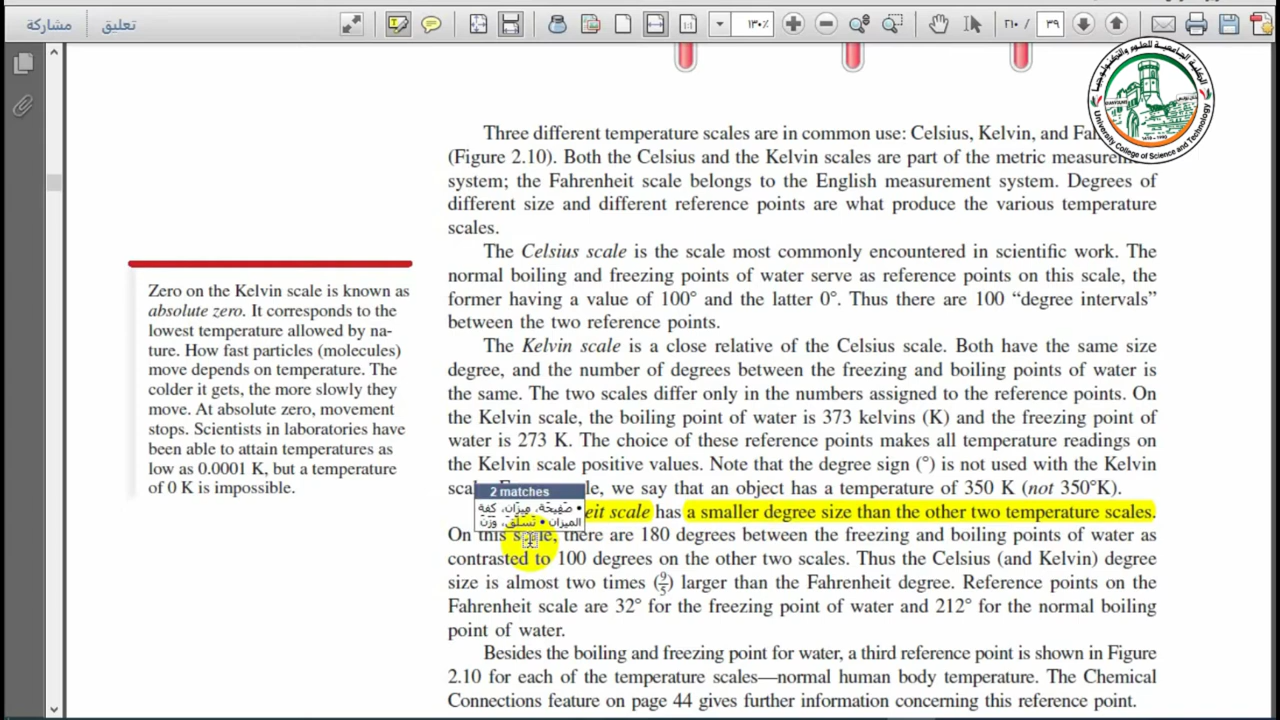 مشاركة
تعليق
١٣٠٪
٢١٠ /
٣٩
University College of Science and Technology
Three different temperature scales are in common use: Celsius, Kelvin, and
(Figure 2.10). Both the Celsius and the Kelvin scales are part of the metric
system; the Fahrenheit scale belongs to the English measurement system. Degrees of
different size and different reference points are what produce the various temperature
scales.
The Celsius scale is the scale most commonly encountered in scientific work. The
normal boiling and freezing points of water serve as reference points on this scale, the
former having a value of 100° and the latter 0°. Thus there are 100 “degree intervals”
between the two reference points.
The Kelvin scale is a close relative of the Celsius scale. Both have the same size
degree, and the number of degrees between the freezing and boiling points of water is
the same. The two scales differ only in the numbers assigned to the reference points. On
the Kelvin scale, the boiling point of water is 373 kelvins (K) and the freezing point of
water is 273 K. The choice of these reference points makes all temperature readings on
the Kelvin scale positive values. Note that the degree sign (°) is not used with the Kelvin
we say that an object has a temperature of 350 K (not 350°K).
eit scale has a smaller degree size than the other two temperature scales.
On this scale, there are 180 degrees between the freezing and boiling points of water as
contrasted to 100 degrees on the other two scales. Thus the Celsius (and Kelvin) degree
size is almost two times (9/5) larger than the Fahrenheit degree. Reference points on the
Fahrenheit scale are 32° for the freezing point of water and 212° for the normal boiling
point of water.
Besides the boiling and freezing point for water, a third reference point is shown in Figure
2.10 for each of the temperature scales—normal human body temperature. The Chemical
Connections feature on page 44 gives further information concerning this reference point.
Zero on the Kelvin scale is known as
absolute zero. It corresponds to the
lowest temperature allowed by na-
ture. How fast particles (molecules)
move depends on temperature. The
colder it gets, the more slowly they
move. At absolute zero, movement
stops. Scientists in laboratories have
been able to attain temperatures as
low as 0.0001 K, but a temperature
of 0 K is impossible.
2 matches
• صفيحة، ميزان، كفة
الميزان • تسلق، وزن